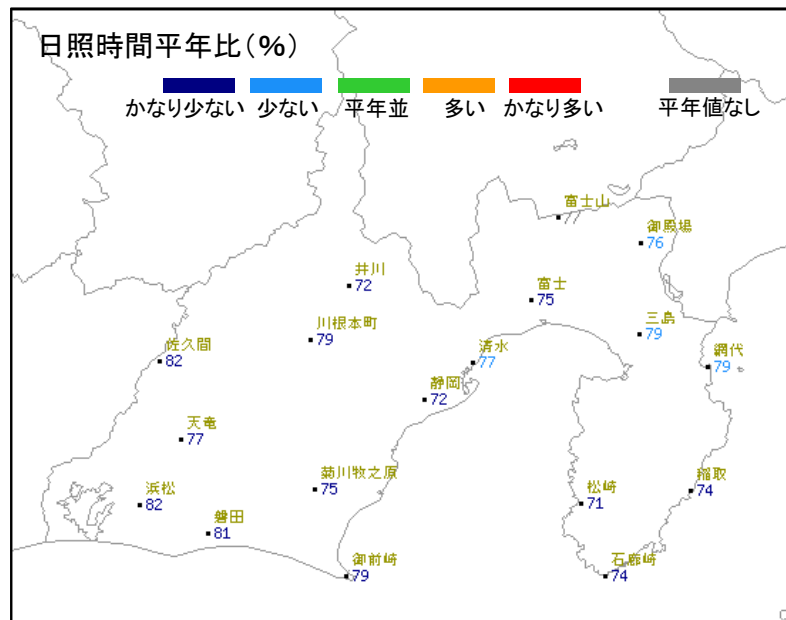 日照時間平年比(%)
かなり少ない 少ない 平年並 多い かなり多い 平年値なし
富士山
御殿場
76
井川
72
富士
75
川根本町
79
三島
79
佐久間
82
清水
77
網代
79
静岡
72
天竜
77
浜松
82
菊川牧之原
75
松崎
71
稲取
74
磐田
81
御前崎
79
石廊崎
74